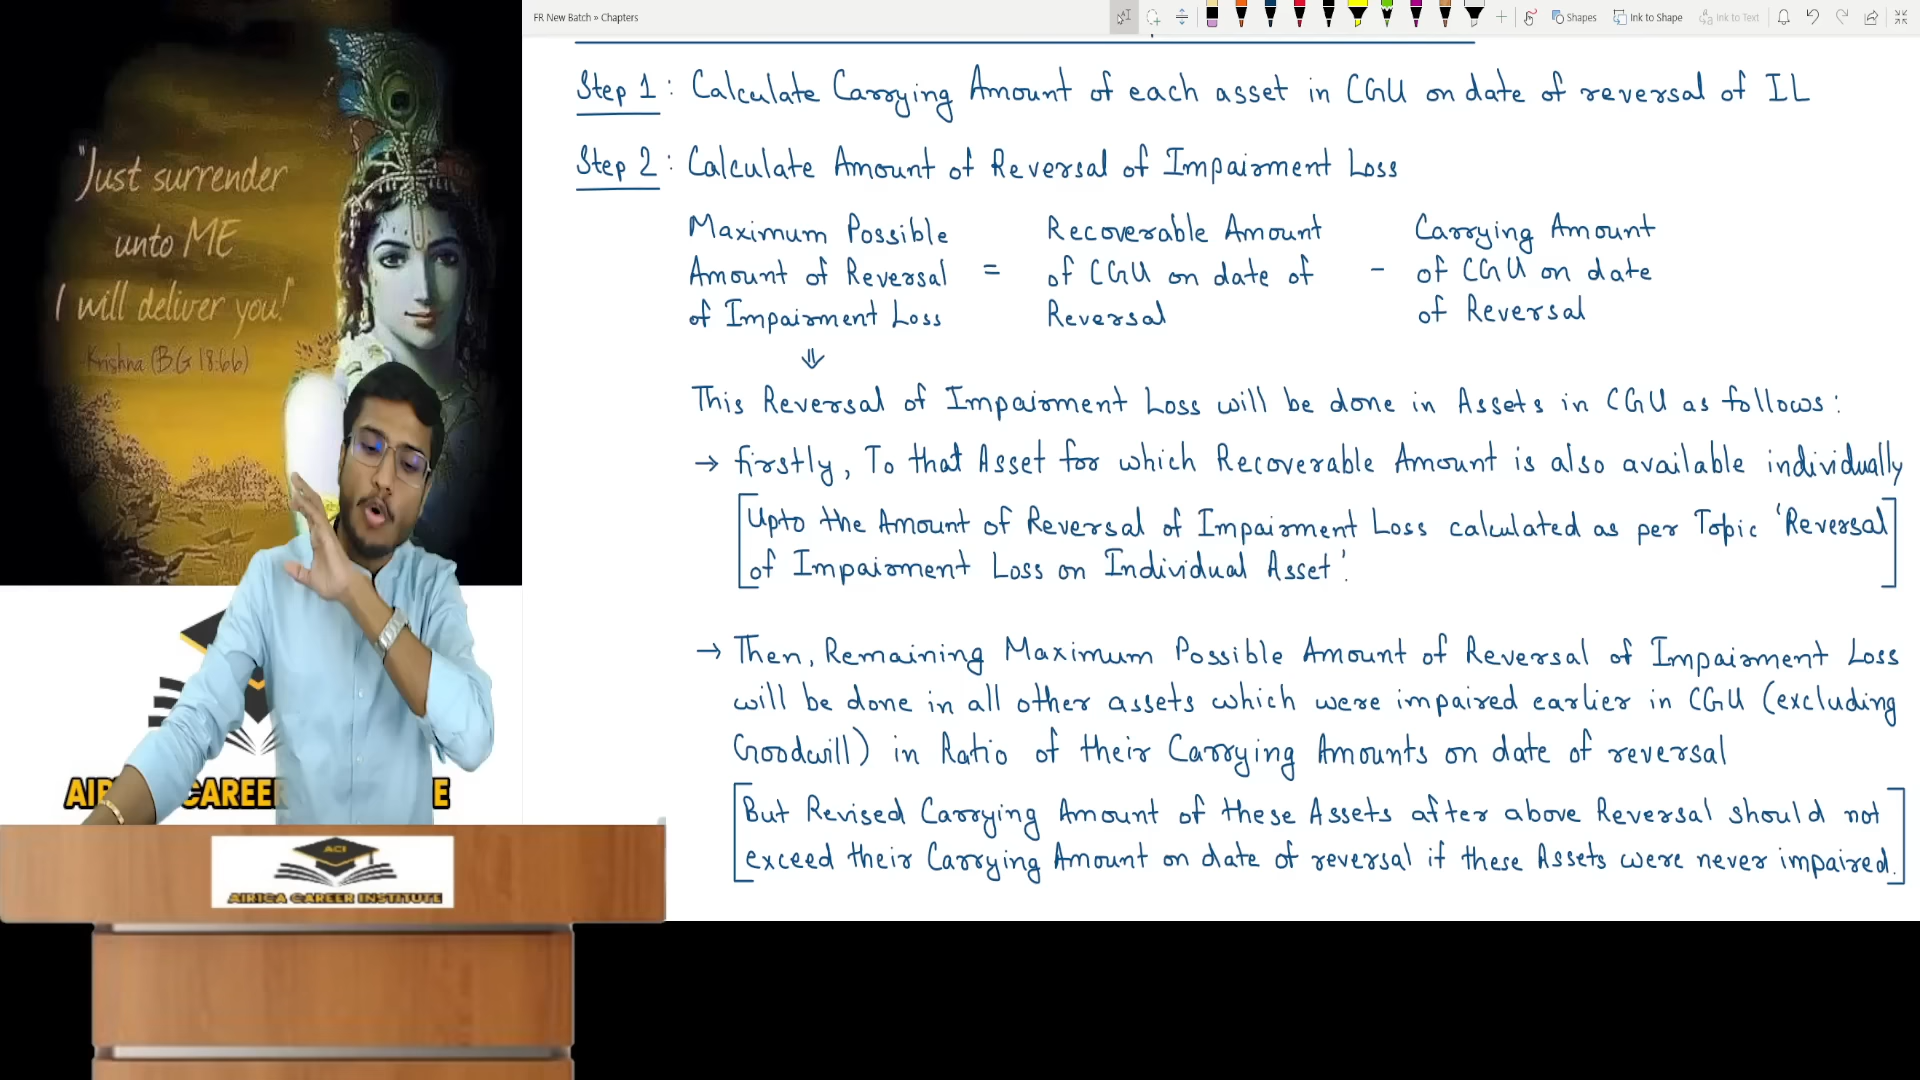 FR New Batch » Chapters
Shapes
Ink to Shape
Ink to Text
"Just surrender
unto ME
I will deliver you!"
-Krishna (B.G 18:66)
Step 1 : Calculate Carrying Amount of each asset in CGU on date of reversal of IL
Step 2 : Calculate Amount of Reversal of Impairment Loss
Maximum Possible Amount of Reversal of Impairment Loss = Recoverable Amount of CGU on date of Reversal - Carrying Amount of CGU on date of Reversal
⇓
This Reversal of Impairment Loss will be done in Assets in CGU as follows :
→ firstly, To that Asset for which Recoverable Amount is also available individually
[Upto the Amount of Reversal of Impairment Loss calculated as per Topic 'Reversal
of Impairment Loss on Individual Asset'.]
→ Then, Remaining Maximum Possible Amount of Reversal of Impairment Loss
will be done in all other assets which were impaired earlier in CGU (excluding
Goodwill) in Ratio of their Carrying Amounts on date of reversal
[But Revised Carrying Amount of these Assets after above Reversal should not
exceed their Carrying Amount on date of reversal if these Assets were never impaired.]
ACI
AIRICA CAREER INSTITUTE